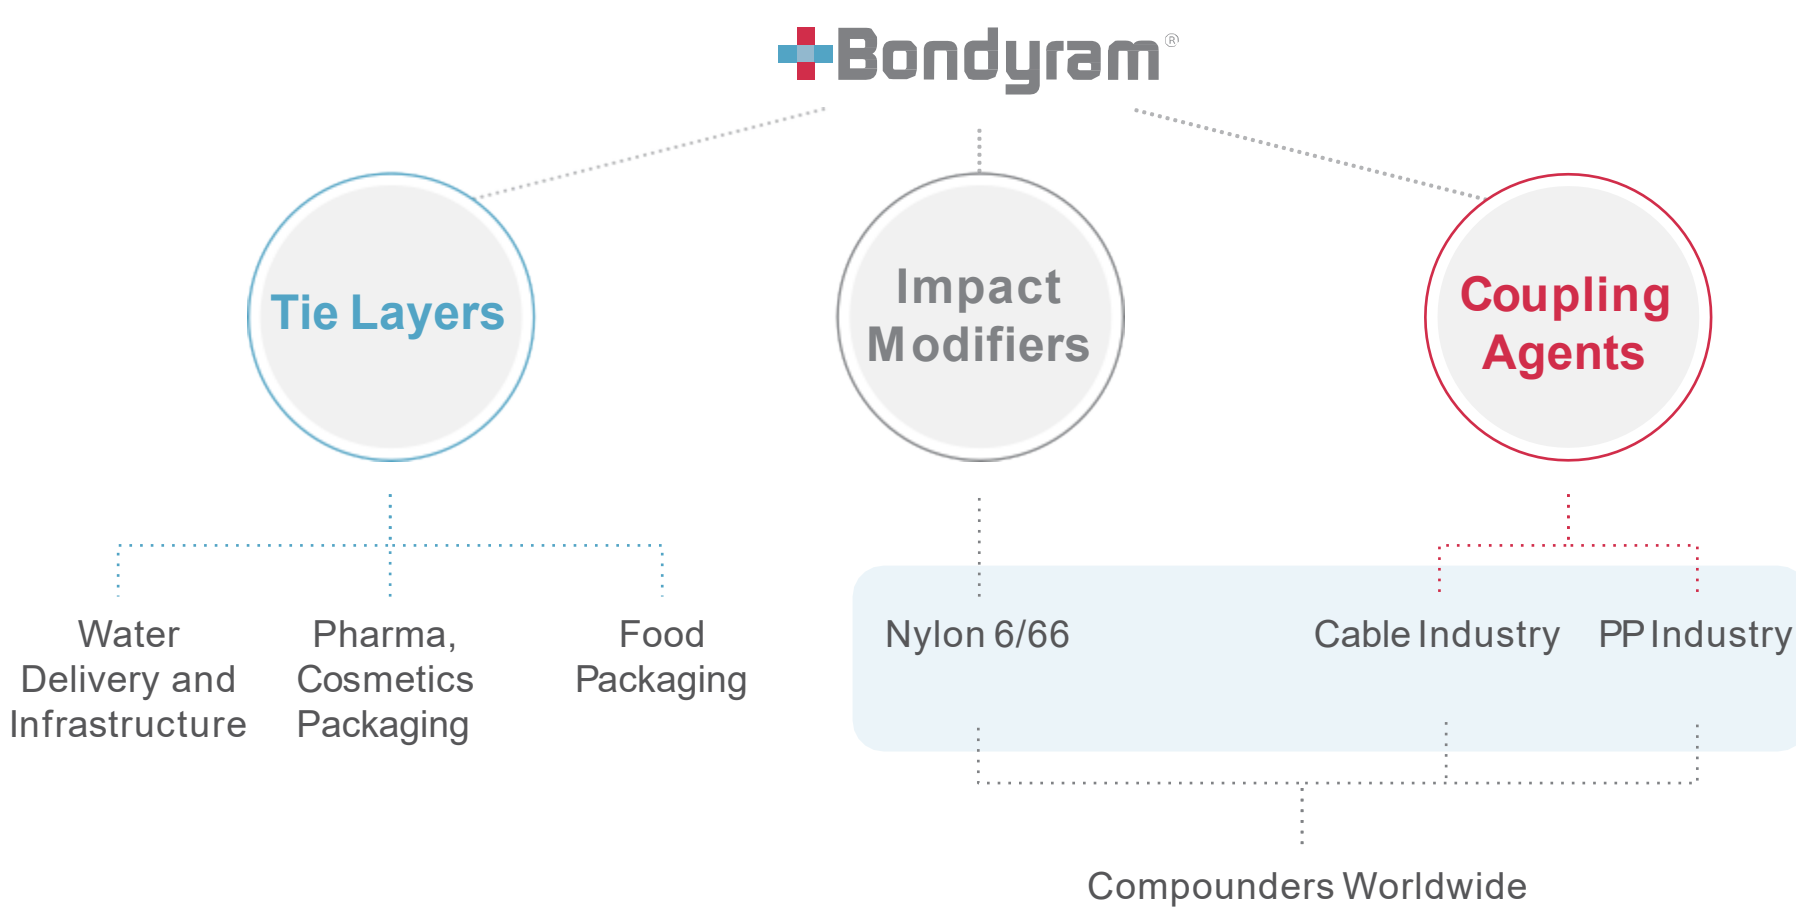 Bondyram®
Tie Layers
Impact
Modifiers
Coupling
Agents
Water
Delivery and
Infrastructure
Pharma,
Cosmetics
Packaging
Food
Packaging
Nylon 6/66
Cable Industry
PP Industry
Compounders Worldwide